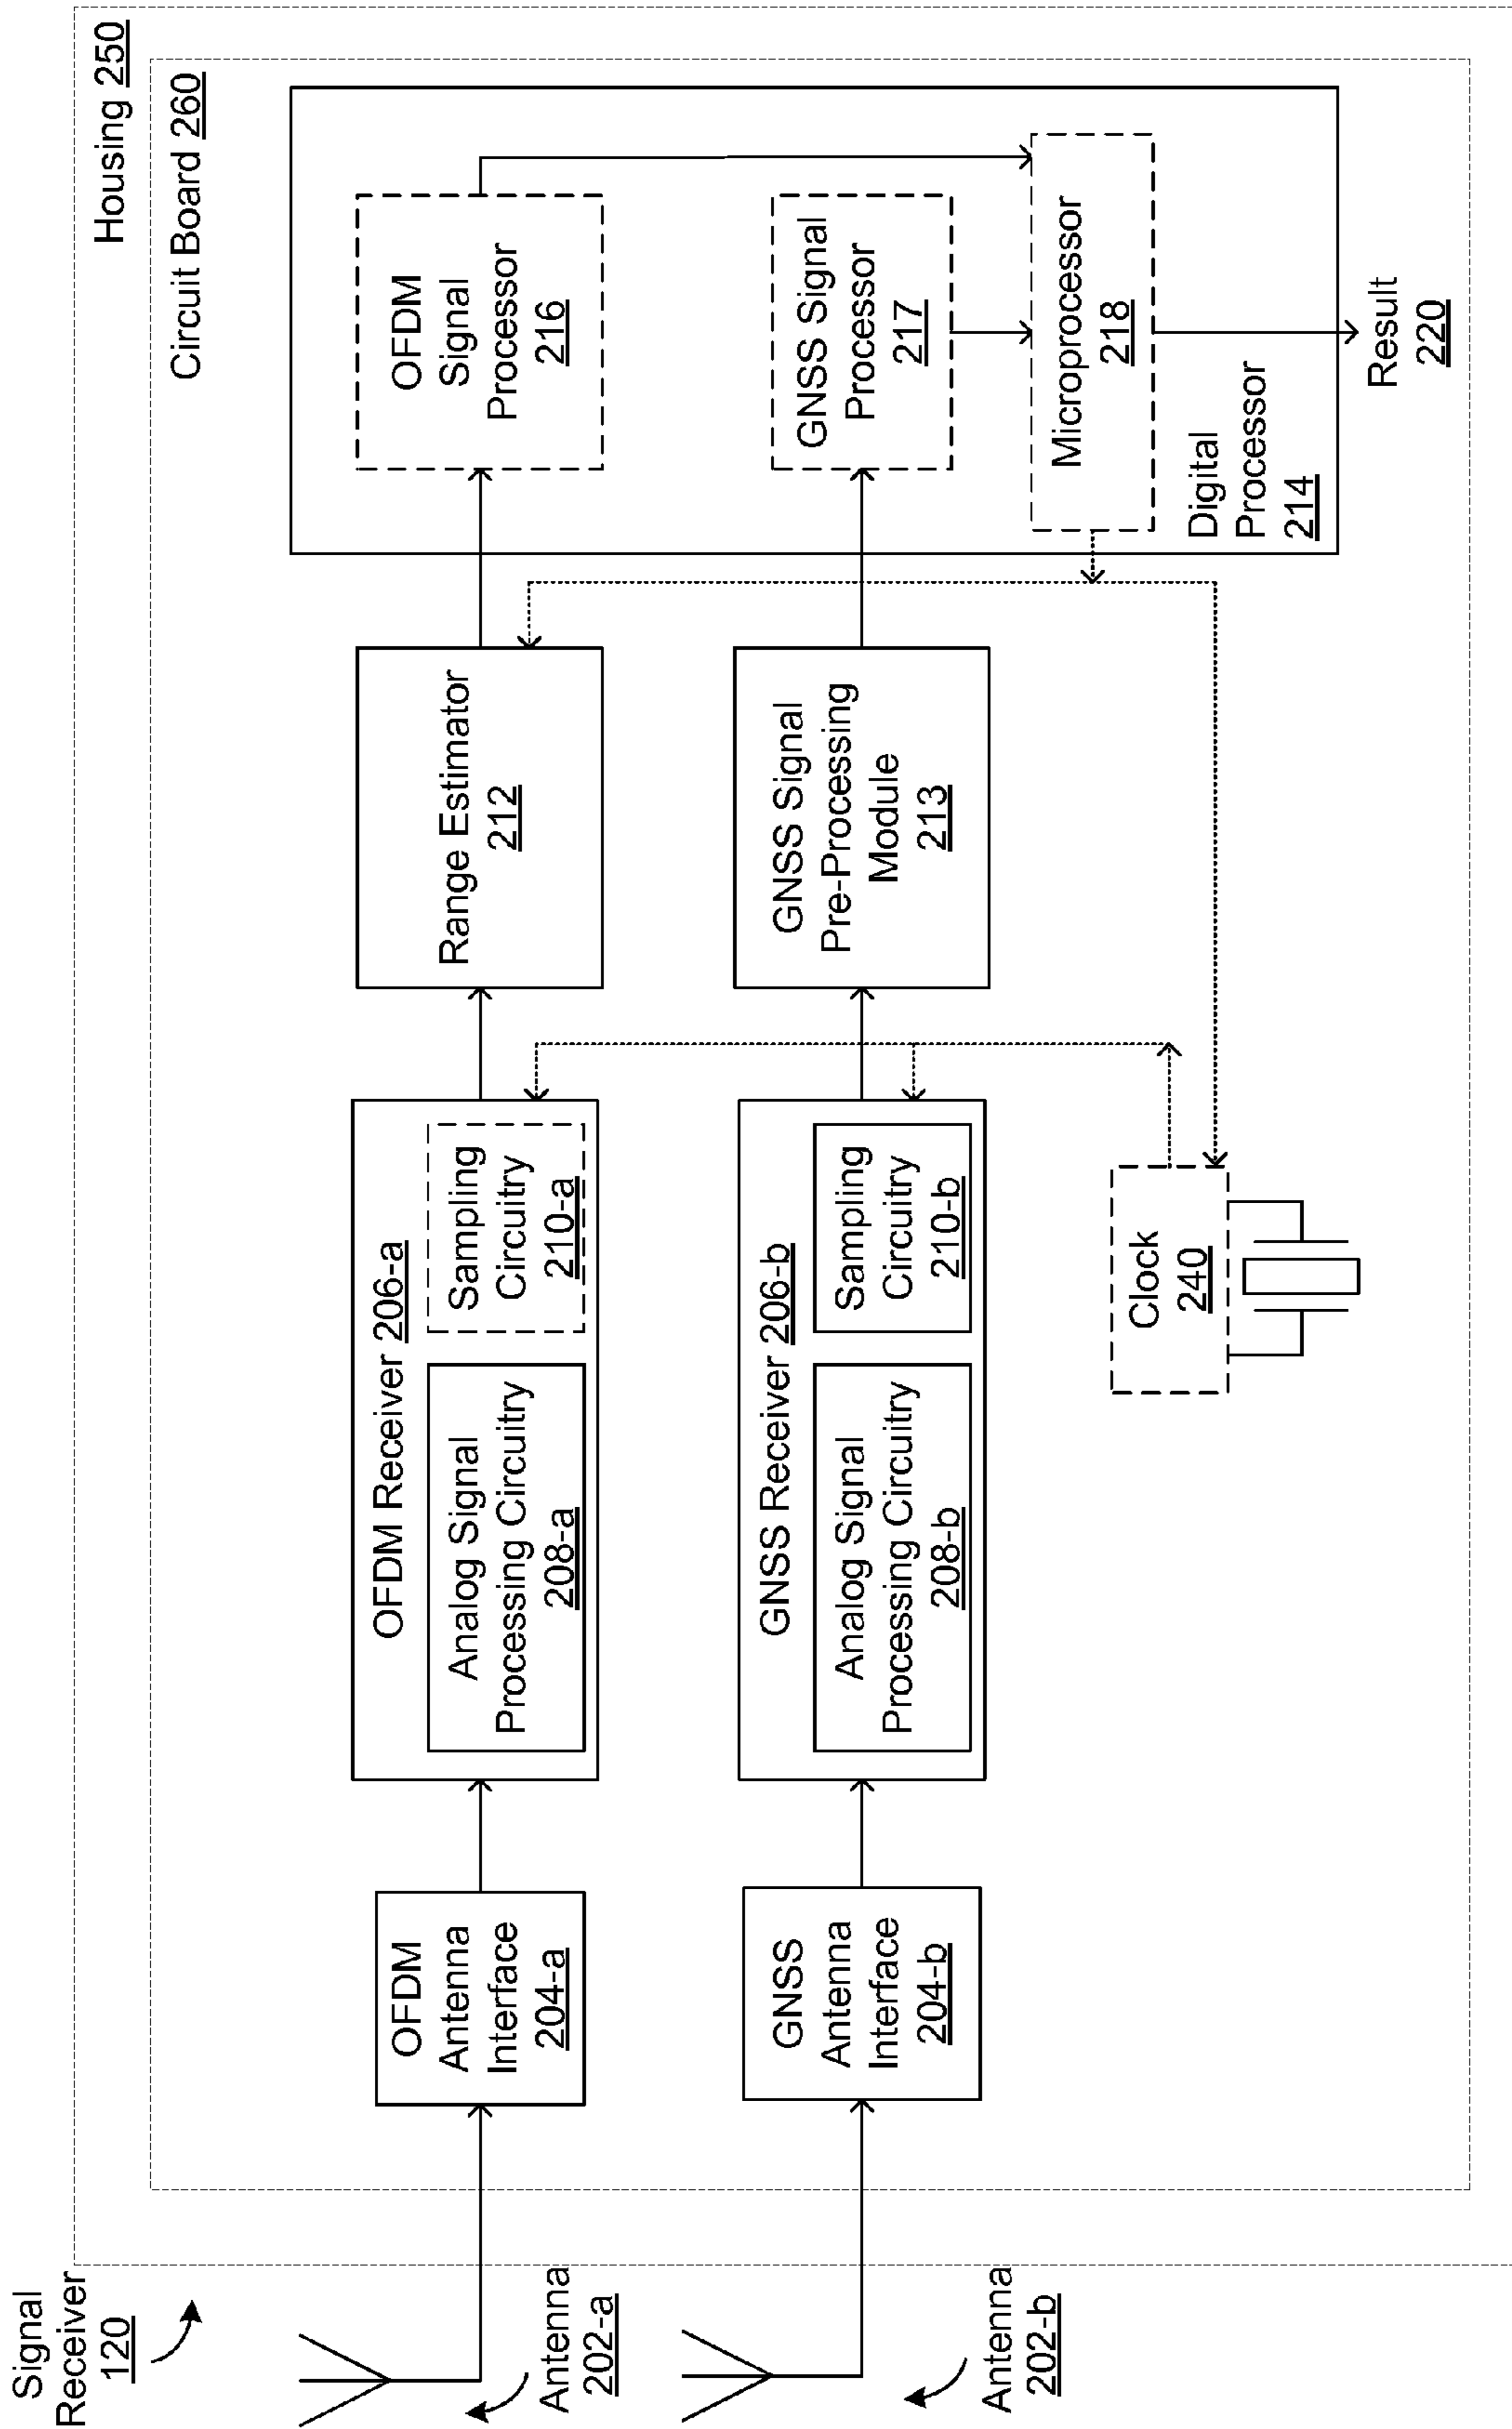 Signal
Receiver
120
Housing 250
Circuit Board 260
Antenna
202-a
OFDM
Antenna
Interface
204-a
OFDM Receiver 206-a
Analog Signal
Processing Circuitry
208-a
Sampling
Circuitry
210-a
Range Estimator
212
OFDM
Signal
Processor
216
Antenna
202-b
GNSS
Antenna
Interface
204-b
GNSS Receiver 206-b
Analog Signal
Processing Circuitry
208-b
Sampling
Circuitry
210-b
GNSS Signal
Pre-Processing
Module
213
GNSS Signal
Processor
217
Microprocessor
218
Digital
Processor
214
Clock
240
Result
220